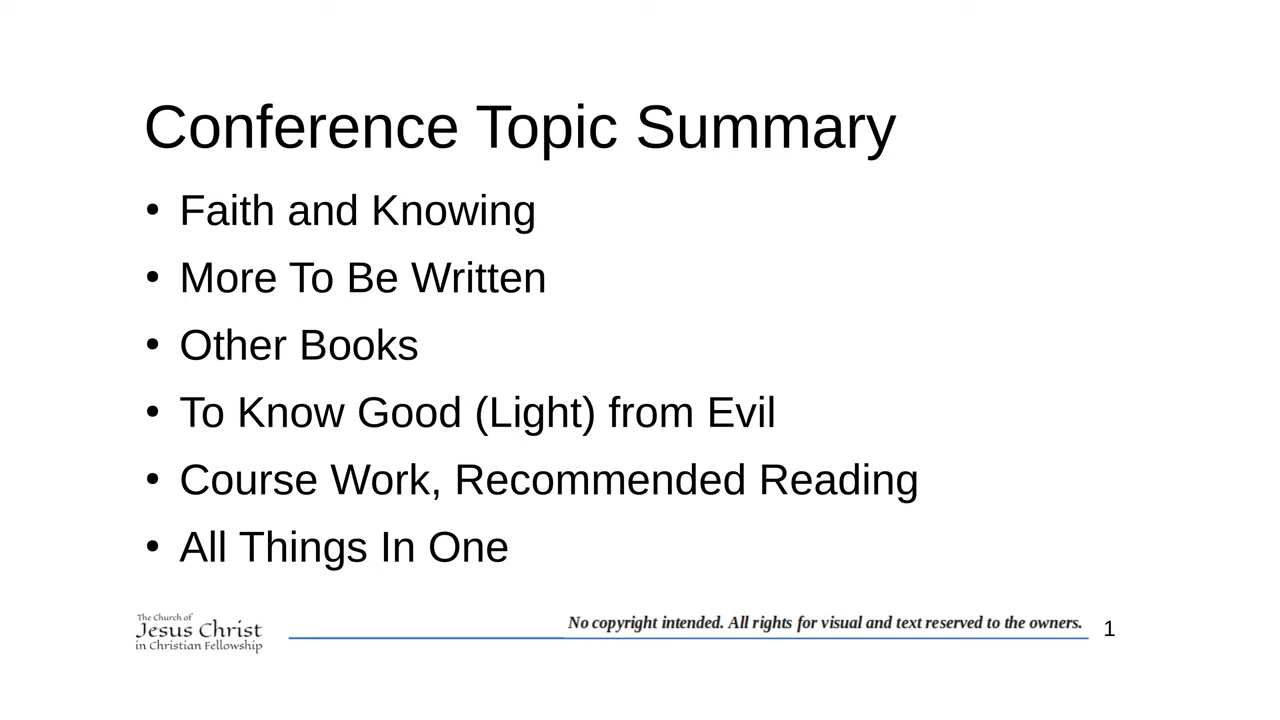 Conference Topic Summary
• Faith and Knowing
• More To Be Written
• Other Books
• To Know Good (Light) from Evil
• Course Work, Recommended Reading
• All Things In One
The Church of
Jesus Christ
in Christian Fellowship
No copyright intended. All rights for visual and text reserved to the owners.
1